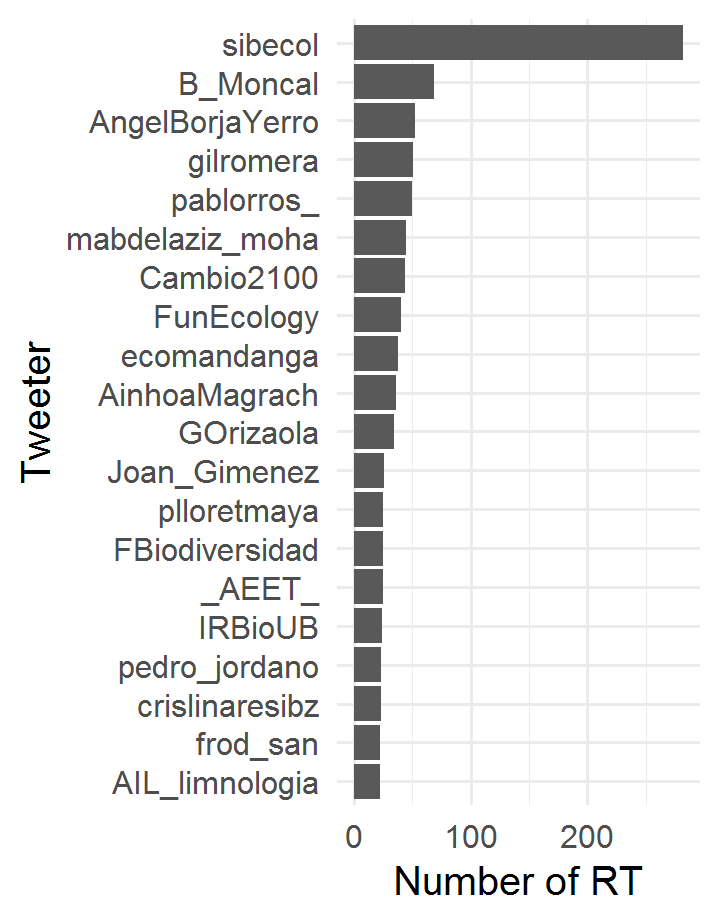 sibecol
B_Moncal
AngelBorjaYerro
gilromera
pablorros_
mabdelaziz_moha
Cambio2100
FunEcology
ecomandanga
AinhoaMagrach
GOrizaola
Joan_Gimenez
plloretmaya
FBiodiversidad
_AEET_
IRBioUB
pedro_jordano
crislinaresibz
frod_san
AIL_limnologia
Tweeter
0 100 200
Number of RT